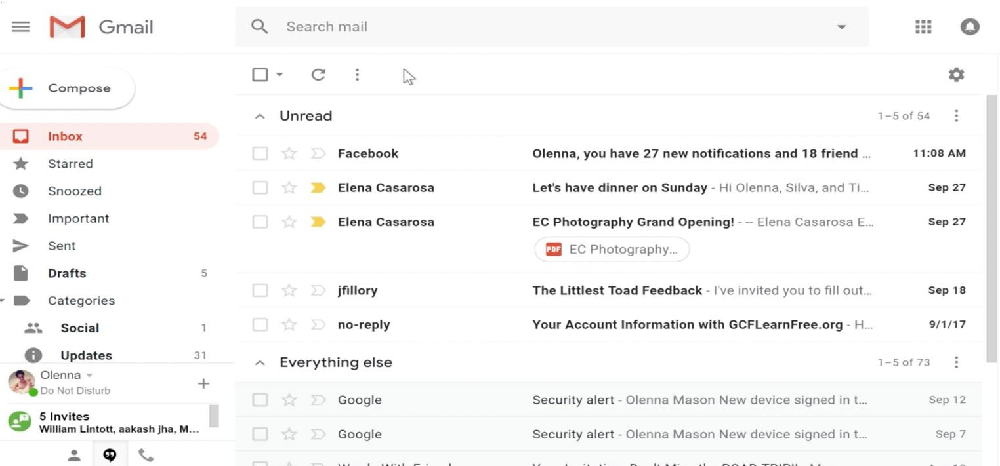 Gmail
Search mail
Compose
Inbox 54
Starred
Snoozed
Important
Sent
Drafts 5
Categories
Social 1
Updates 31
Olenna
Do Not Disturb
5 Invites
William Lintott, aakash jha, M...
Unread 1–5 of 54
Facebook Olenna, you have 27 new notifications and 18 friend ... 11:08 AM
Elena Casarosa Let's have dinner on Sunday - Hi Olenna, Silva, and Ti... Sep 27
Elena Casarosa EC Photography Grand Opening! - -- Elena Casarosa E... Sep 27
PDF EC Photography...
jfillory The Littlest Toad Feedback - I've invited you to fill out... Sep 18
no-reply Your Account Information with GCFLearnFree.org - H... 9/1/17
Everything else 1–5 of 73
Google Security alert - Olenna Mason New device signed in t... Sep 12
Google Security alert - Olenna Mason New device signed in t... Sep 7